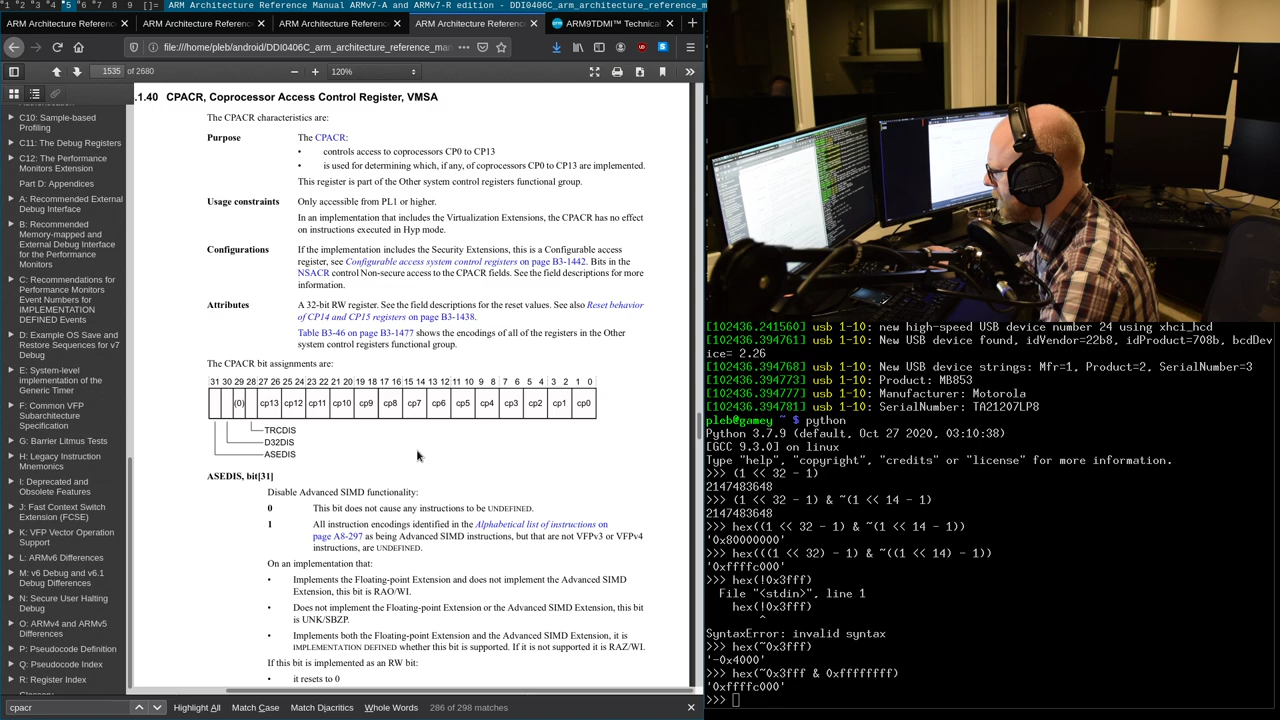 1 2 3 4 5 6 7 8 9 []= ARM Architecture Reference Manual ARMv7-A and ARMv7-R edition - DDI0406C_arm_architecture_reference_m
ARM Architecture Referenc
ARM Architecture Referenc
ARM Architecture Referenc
ARM Architecture Referenc
ARM9TDMI™ Technical
file:///home/pleb/android/DDI0406C_arm_architecture_reference_ma
1535 of 2680
120%
Authentication
C10: Sample-based
Profiling
C11: The Debug Registers
C12: The Performance
Monitors Extension
Part D: Appendices
A: Recommended External
Debug Interface
B: Recommended
Memory-mapped and
External Debug Interface
for the Performance
Monitors
C: Recommendations for
Performance Monitors
Event Numbers for
IMPLEMENTATION
DEFINED Events
D: Example OS Save and
Restore Sequences for v7
Debug
E: System-level
implementation of the
Generic Timer
F: Common VFP
Subarchitecture
Specification
G: Barrier Litmus Tests
H: Legacy Instruction
Mnemonics
I: Deprecated and
Obsolete Features
J: Fast Context Switch
Extension (FCSE)
K: VFP Vector Operation
Support
L: ARMv6 Differences
M: v6 Debug and v6.1
Debug Differences
N: Secure User Halting
Debug
O: ARMv4 and ARMv5
Differences
P: Pseudocode Definition
Q: Pseudocode Index
R: Register Index
.1.40 CPACR, Coprocessor Access Control Register, VMSA
The CPACR characteristics are:
Purpose The CPACR:
• controls access to coprocessors CP0 to CP13
• is used for determining which, if any, of coprocessors CP0 to CP13 are implemented.
This register is part of the Other system control registers functional group.
Usage constraints Only accessible from PL1 or higher.
In an implementation that includes the Virtualization Extensions, the CPACR has no effect
on instructions executed in Hyp mode.
Configurations If the implementation includes the Security Extensions, this is a Configurable access
register, see Configurable access system control registers on page B3-1442. Bits in the
NSACR control Non-secure access to the CPACR fields. See the field descriptions for more
information.
Attributes A 32-bit RW register. See the field descriptions for the reset values. See also Reset behavior
of CP14 and CP15 registers on page B3-1438.
Table B3-46 on page B3-1477 shows the encodings of all of the registers in the Other
system control registers functional group.
The CPACR bit assignments are:
31 30 29 28 27 26 25 24 23 22 21 20 19 18 17 16 15 14 13 12 11 10 9 8 7 6 5 4 3 2 1 0
(0) cp13 cp12 cp11 cp10 cp9 cp8 cp7 cp6 cp5 cp4 cp3 cp2 cp1 cp0
TRCDIS
D32DIS
ASEDIS
ASEDIS, bit[31]
Disable Advanced SIMD functionality:
0 This bit does not cause any instructions to be UNDEFINED.
1 All instruction encodings identified in the Alphabetical list of instructions on
page A8-297 as being Advanced SIMD instructions, but that are not VFPv3 or VFPv4
instructions, are UNDEFINED.
On an implementation that:
• Implements the Floating-point Extension and does not implement the Advanced SIMD
Extension, this bit is RAO/WI.
• Does not implement the Floating-point Extension or the Advanced SIMD Extension, this bit
is UNK/SBZP.
• Implements both the Floating-point Extension and the Advanced SIMD Extension, it is
IMPLEMENTATION DEFINED whether this bit is supported. If it is not supported it is RAZ/WI.
If this bit is implemented as an RW bit:
• it resets to 0
cpacr
Highlight All Match Case Match Diacritics Whole Words 286 of 298 matches
[102436.241560] usb 1-10: new high-speed USB device number 24 using xhci_hcd
[102436.394761] usb 1-10: New USB device found, idVendor=22b8, idProduct=708b, bcdDev
ice= 2.26
[102436.394768] usb 1-10: New USB device strings: Mfr=1, Product=2, SerialNumber=3
[102436.394773] usb 1-10: Product: MB853
[102436.394777] usb 1-10: Manufacturer: Motorola
[102436.394781] usb 1-10: SerialNumber: TA21207LP8
pleb@gamey ~ $ python
Python 3.7.9 (default, Oct 27 2020, 03:10:38)
[GCC 9.3.0] on linux
Type "help", "copyright", "credits" or "license" for more information.
>>> (1 << 32 - 1)
2147483648
>>> (1 << 32 - 1) & ~(1 << 14 - 1)
2147483648
>>> hex((1 << 32 - 1) & ~(1 << 14 - 1))
'0x80000000'
>>> hex(((1 << 32) - 1) & ~((1 << 14) - 1))
'0xffffc000'
>>> hex(!0x3fff)
File "<stdin>", line 1
hex(!0x3fff)
^
SyntaxError: invalid syntax
>>> hex(~0x3fff)
'-0x4000'
>>> hex(~0x3fff & 0xffffffff)
'0xffffc000'
>>>